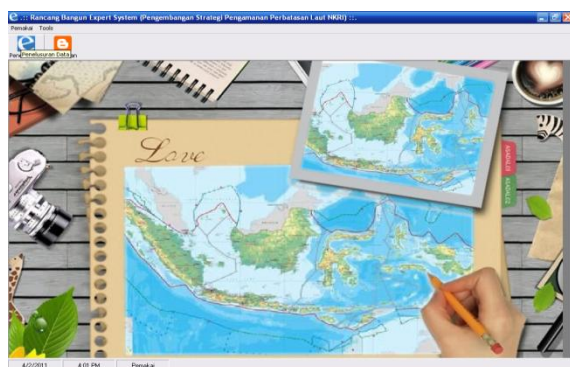 .:: Rancang Bangun Expert System (Pengembangan Strategi Pengamanan Perbatasan Laut NKRI) ::.
Pemakai Tools
Penelusuran Data
Love
4/2/2011 4:01 PM Pemakai